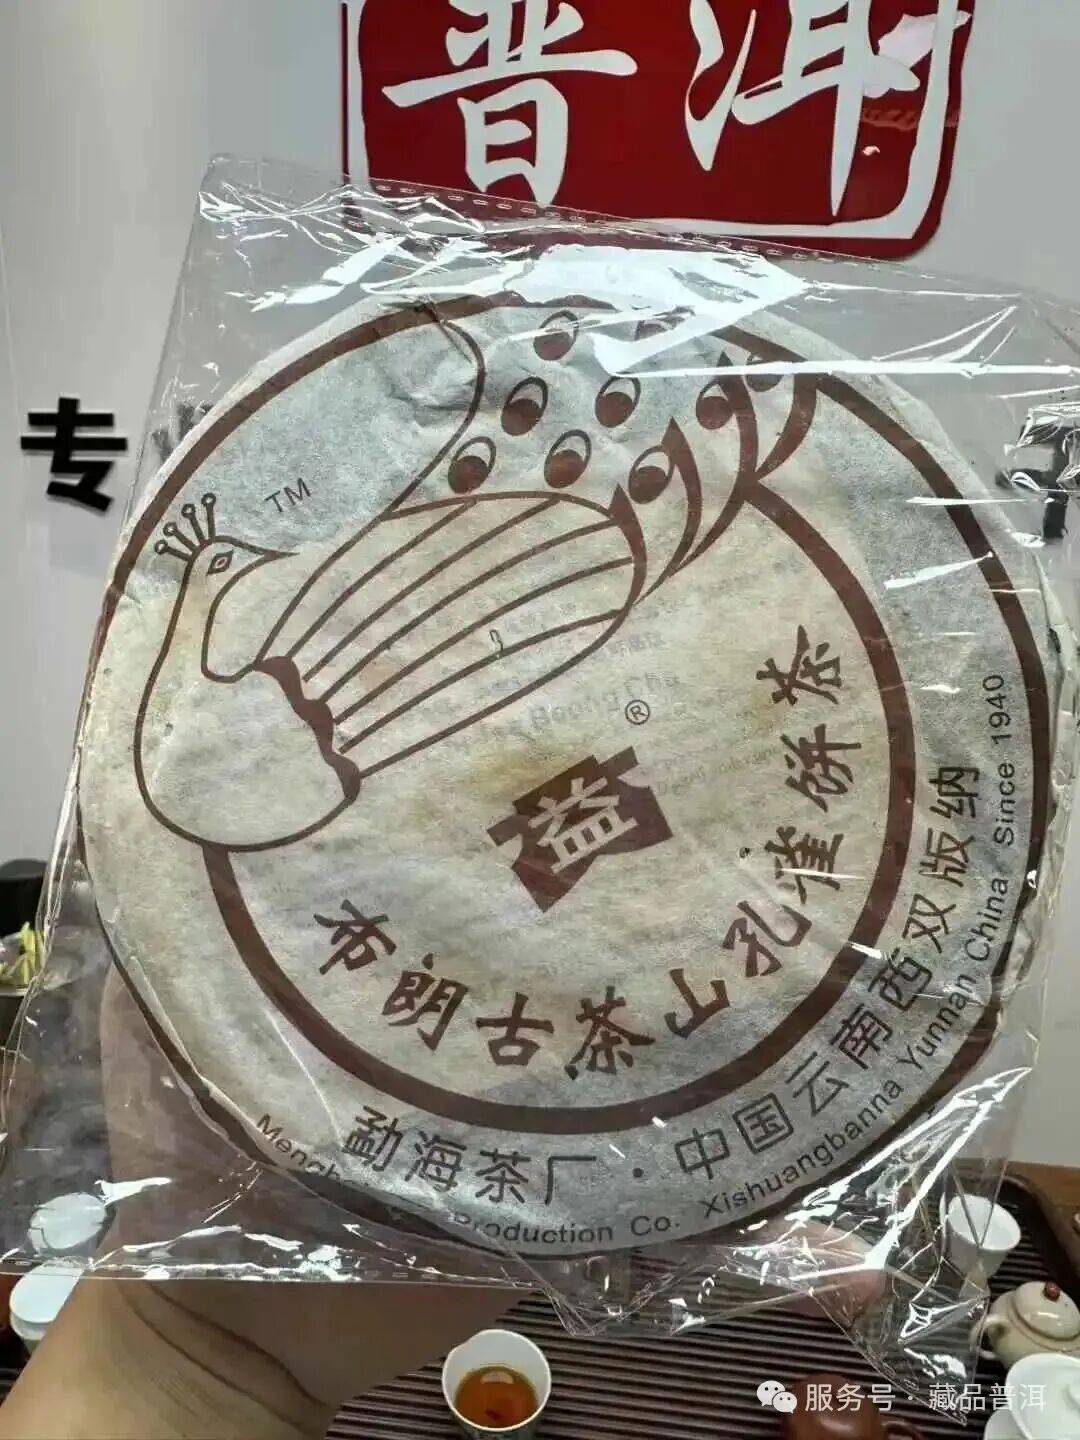 普洱
专
TM
益
®
布朗古茶山孔雀饼茶
勐海茶厂·中国云南西双版纳
Production Co. Xishuangbanna Yunnan China Since 1940
服务号·藏品普洱